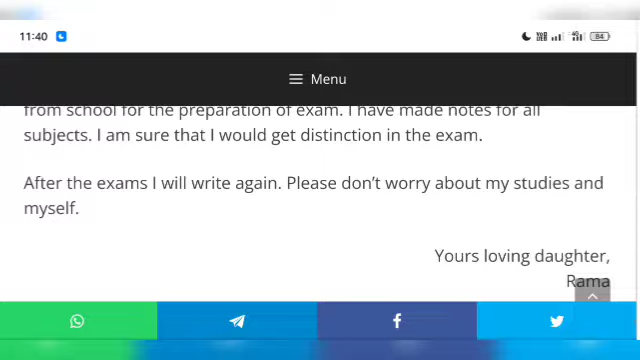 11:40
84
Menu
from school for the preparation of exam. I have made notes for all
subjects. I am sure that I would get distinction in the exam.
After the exams I will write again. Please don't worry about my studies and
myself.
Yours loving daughter,
Rama